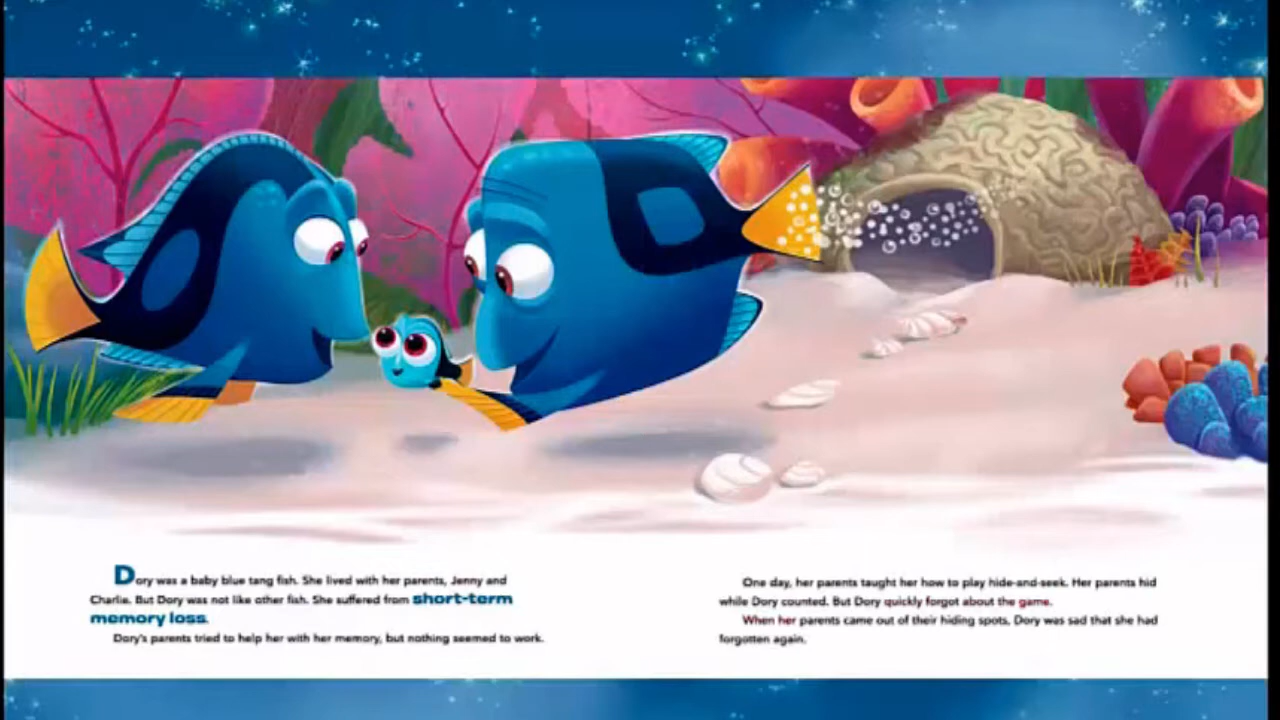 Dory was a baby blue tang fish. She lived with her parents, Jenny and
Charlie. But Dory was not like other fish. She suffered from short-term
memory loss.
Dory's parents tried to help her with her memory, but nothing seemed to work.
One day, her parents taught her how to play hide-and-seek. Her parents hid
while Dory counted. But Dory quickly forgot about the game.
When her parents came out of their hiding spots, Dory was sad that she had
forgotten again.